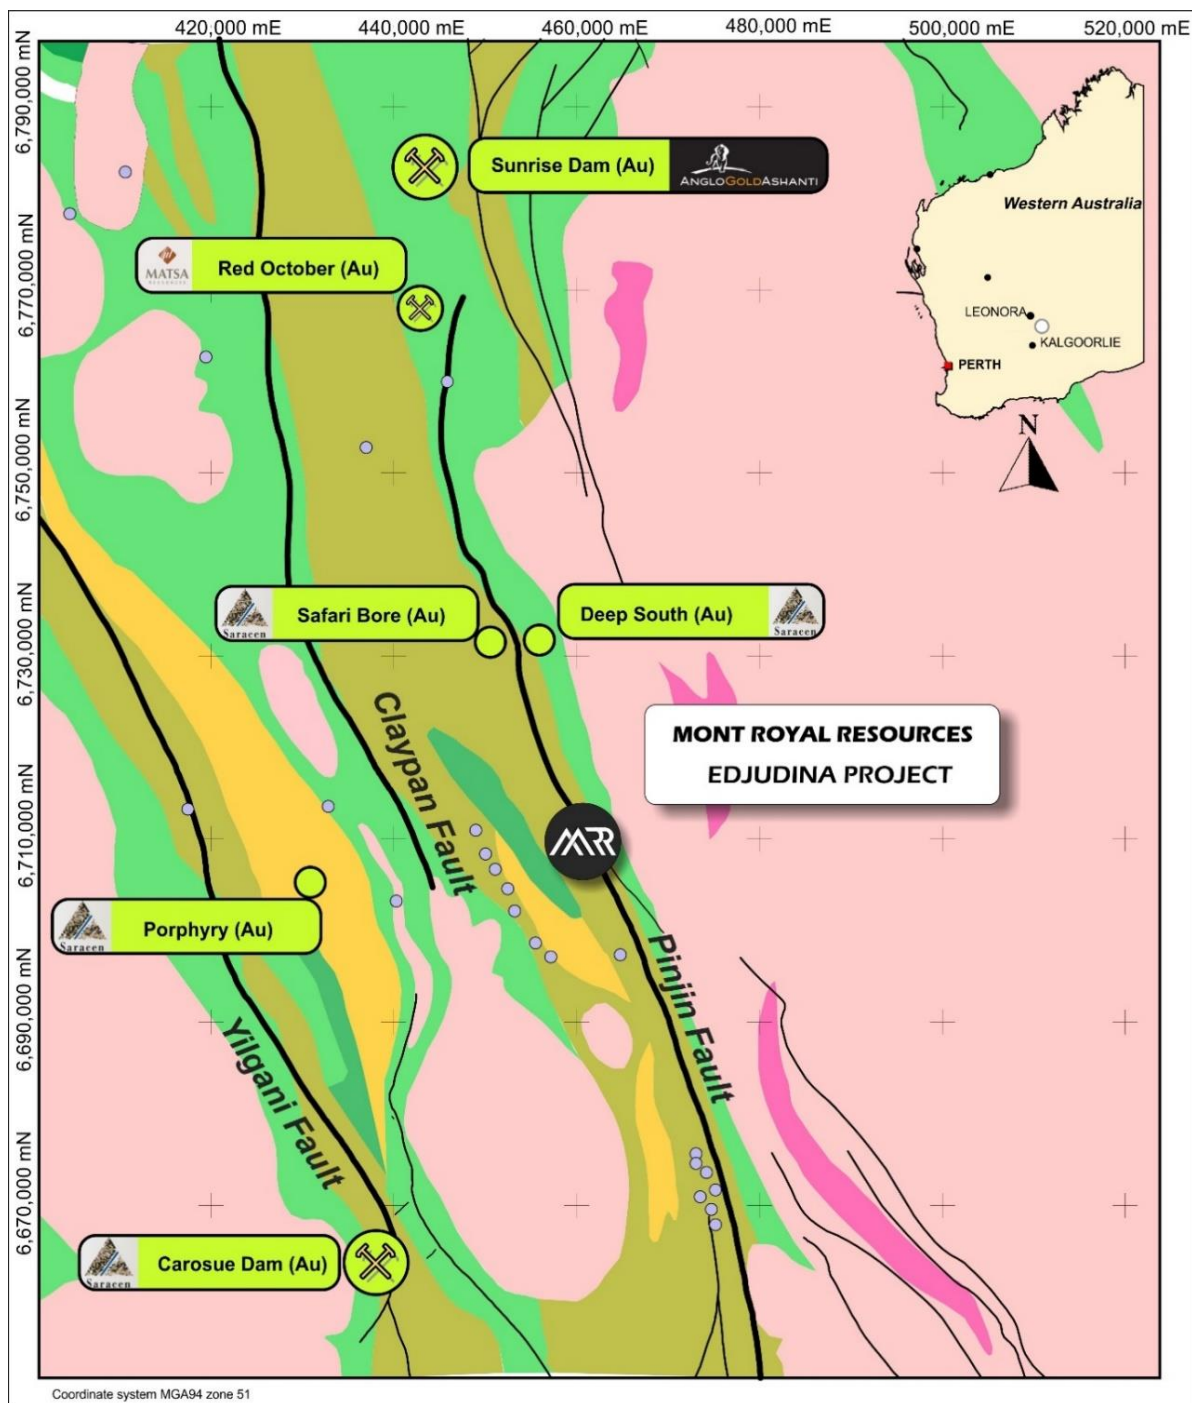 420,000 mE
440,000 mE
460,000 mE
480,000 mE
500,000 mE
520,000 mE
6,790,000 mN
6,770,000 mN
6,750,000 mN
6,730,000 mN
6,710,000 mN
6,690,000 mN
6,670,000 mN
Sunrise Dam (Au)
ANGLOGOLDASHANTI
Western Australia
LEONORA
KALGOORLIE
PERTH
N
MATSA
RESOURCES
Red October (Au)
Saracen
Safari Bore (Au)
Deep South (Au)
Saracen
MONT ROYAL RESOURCES
EDJUDINA PROJECT
Claypan Fault
MRR
Saracen
Porphyry (Au)
Pinjin Fault
Yilgani Fault
Saracen
Carosue Dam (Au)
Coordinate system MGA94 zone 51